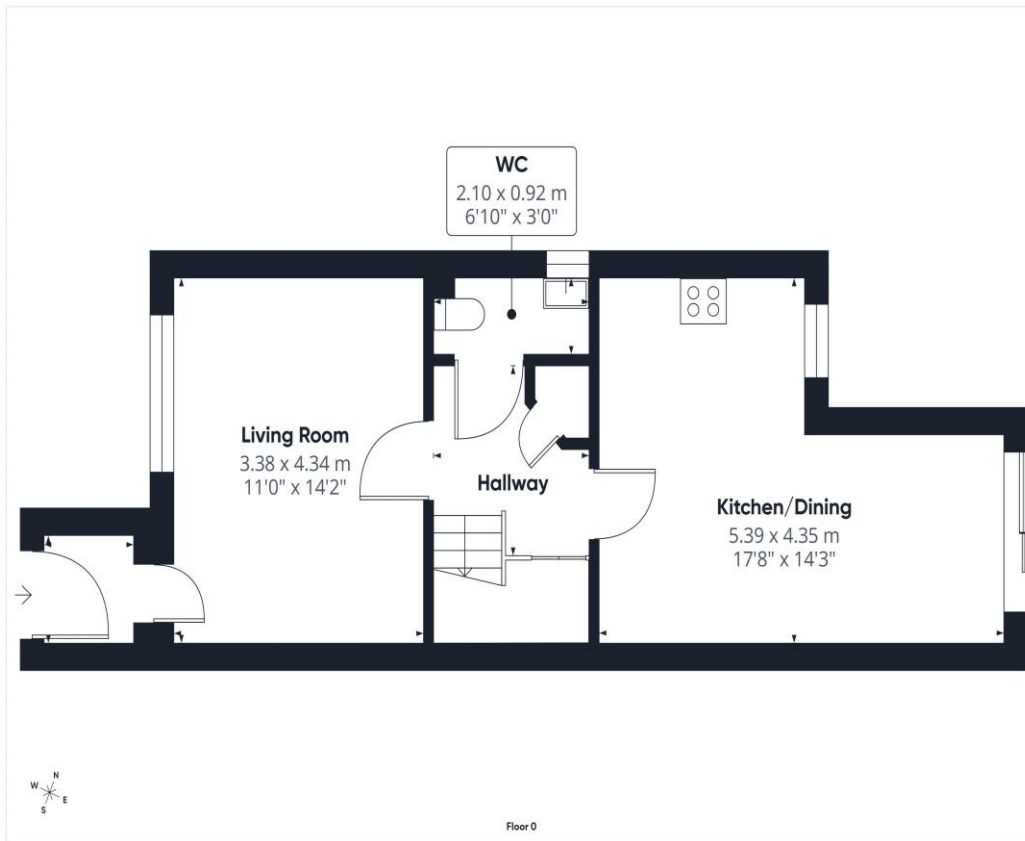 WC
2.10 x 0.92 m
6'10" x 3'0"
Living Room
3.38 x 4.34 m
11'0" x 14'2"
Hallway
Kitchen/Dining
5.39 x 4.35 m
17'8" x 14'3"
N
W
E
S
Floor 0